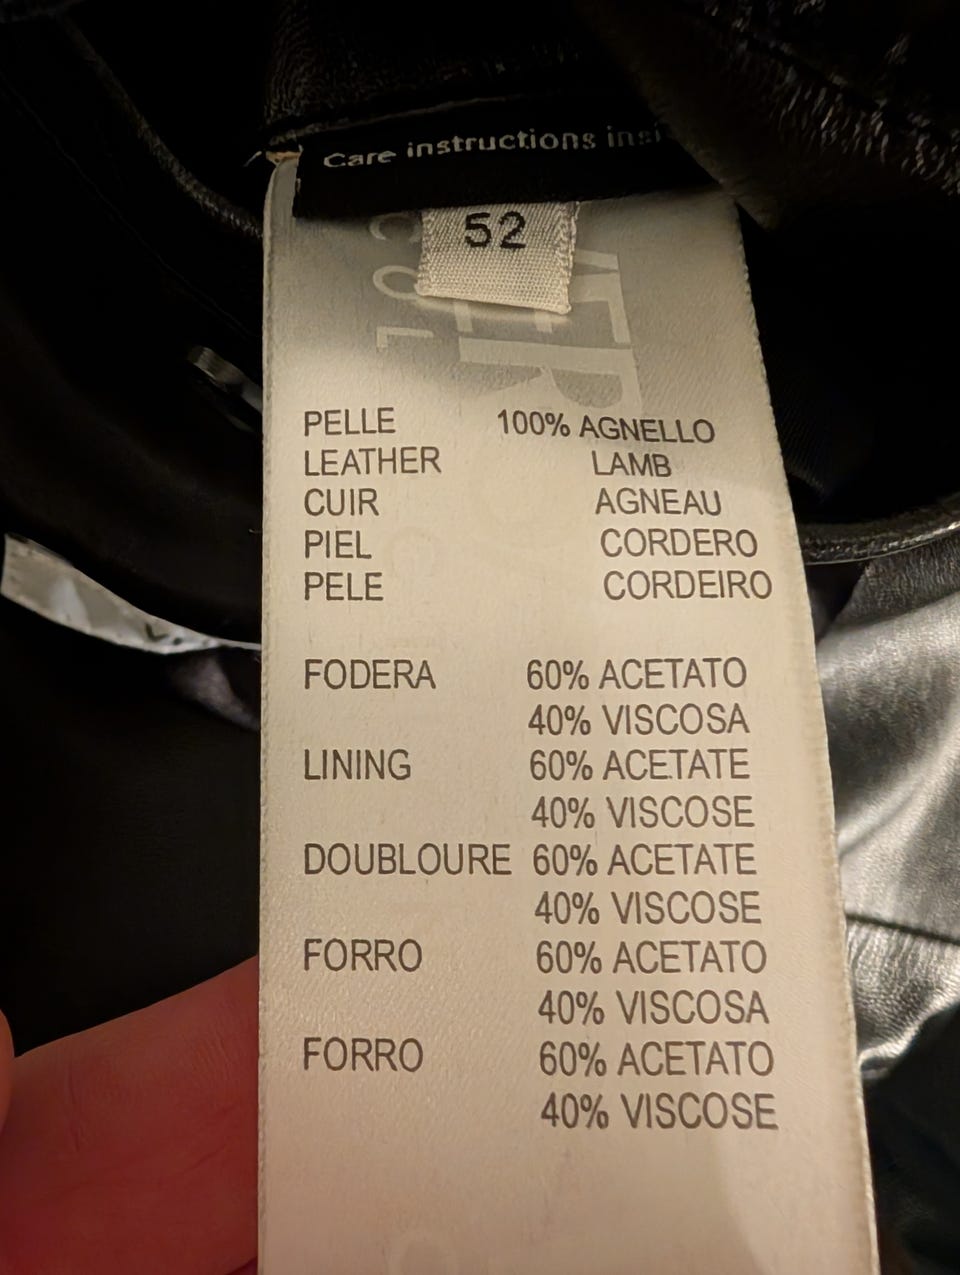 Care instructions
52
PELLE 100% AGNELLO
LEATHER LAMB
CUIR AGNEAU
PIEL CORDERO
PELE CORDEIRO
FODERA 60% ACETATO
40% VISCOSA
LINING 60% ACETATE
40% VISCOSE
DOUBLOURE 60% ACETATE
40% VISCOSE
FORRO 60% ACETATO
40% VISCOSA
FORRO 60% ACETATO
40% VISCOSE